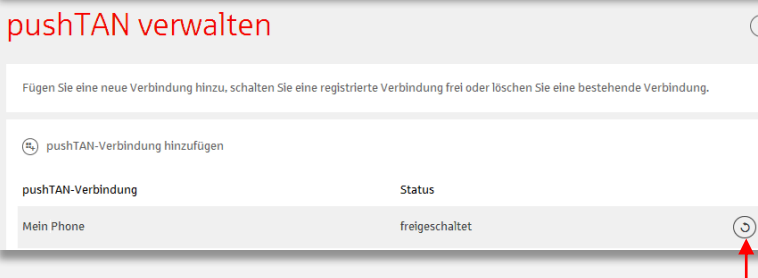 pushTAN verwalten
Fügen Sie eine neue Verbindung hinzu, schalten Sie eine registrierte Verbindung frei oder löschen Sie eine bestehende Verbindung.
pushTAN-Verbindung hinzufügen
pushTAN-Verbindung Status
Mein Phone freigeschaltet